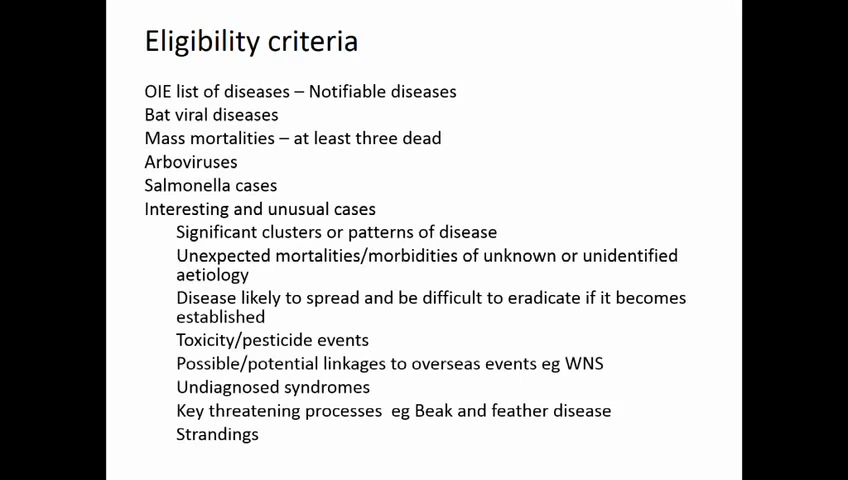 Eligibility criteria
OIE list of diseases – Notifiable diseases
Bat viral diseases
Mass mortalities – at least three dead
Arboviruses
Salmonella cases
Interesting and unusual cases
Significant clusters or patterns of disease
Unexpected mortalities/morbidities of unknown or unidentified
aetiology
Disease likely to spread and be difficult to eradicate if it becomes
established
Toxicity/pesticide events
Possible/potential linkages to overseas events eg WNS
Undiagnosed syndromes
Key threatening processes  eg Beak and feather disease
Strandings